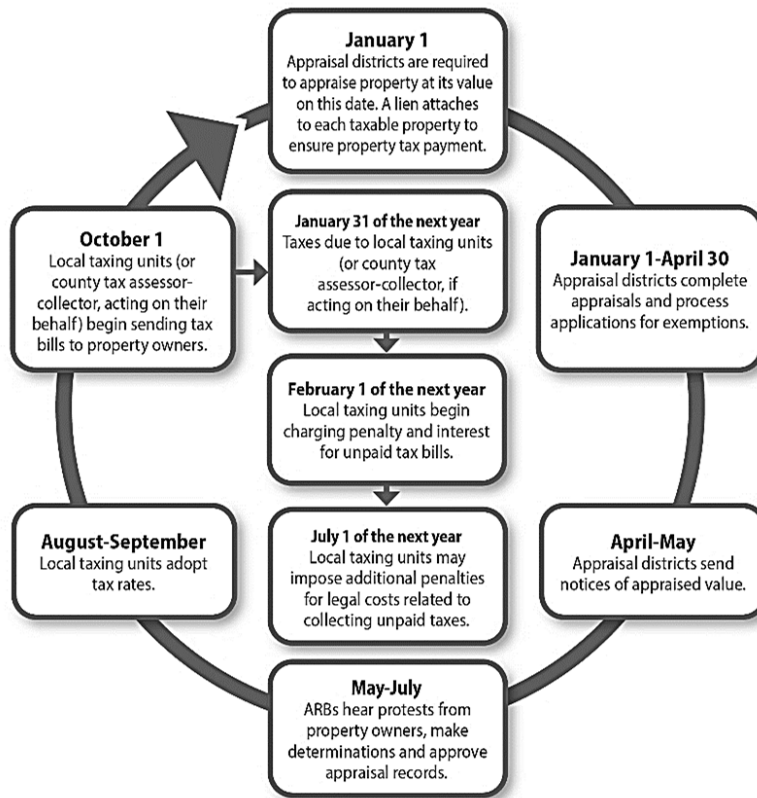 January 1
Appraisal districts are required
to appraise property at its value
on this date. A lien attaches
to each taxable property to
ensure property tax payment.
January 1-April 30
Appraisal districts complete
appraisals and process
applications for exemptions.
April-May
Appraisal districts send
notices of appraised value.
May-July
ARBs hear protests from
property owners, make
determinations and approve
appraisal records.
August-September
Local taxing units adopt
tax rates.
October 1
Local taxing units (or
county tax assessor-
collector, acting on their
behalf) begin sending tax
bills to property owners.
January 31 of the next year
Taxes due to local taxing units
(or county tax
assessor-collector, if
acting on their behalf).
February 1 of the next year
Local taxing units begin
charging penalty and interest
for unpaid tax bills.
July 1 of the next year
Local taxing units may
impose additional penalties
for legal costs related to
collecting unpaid taxes.